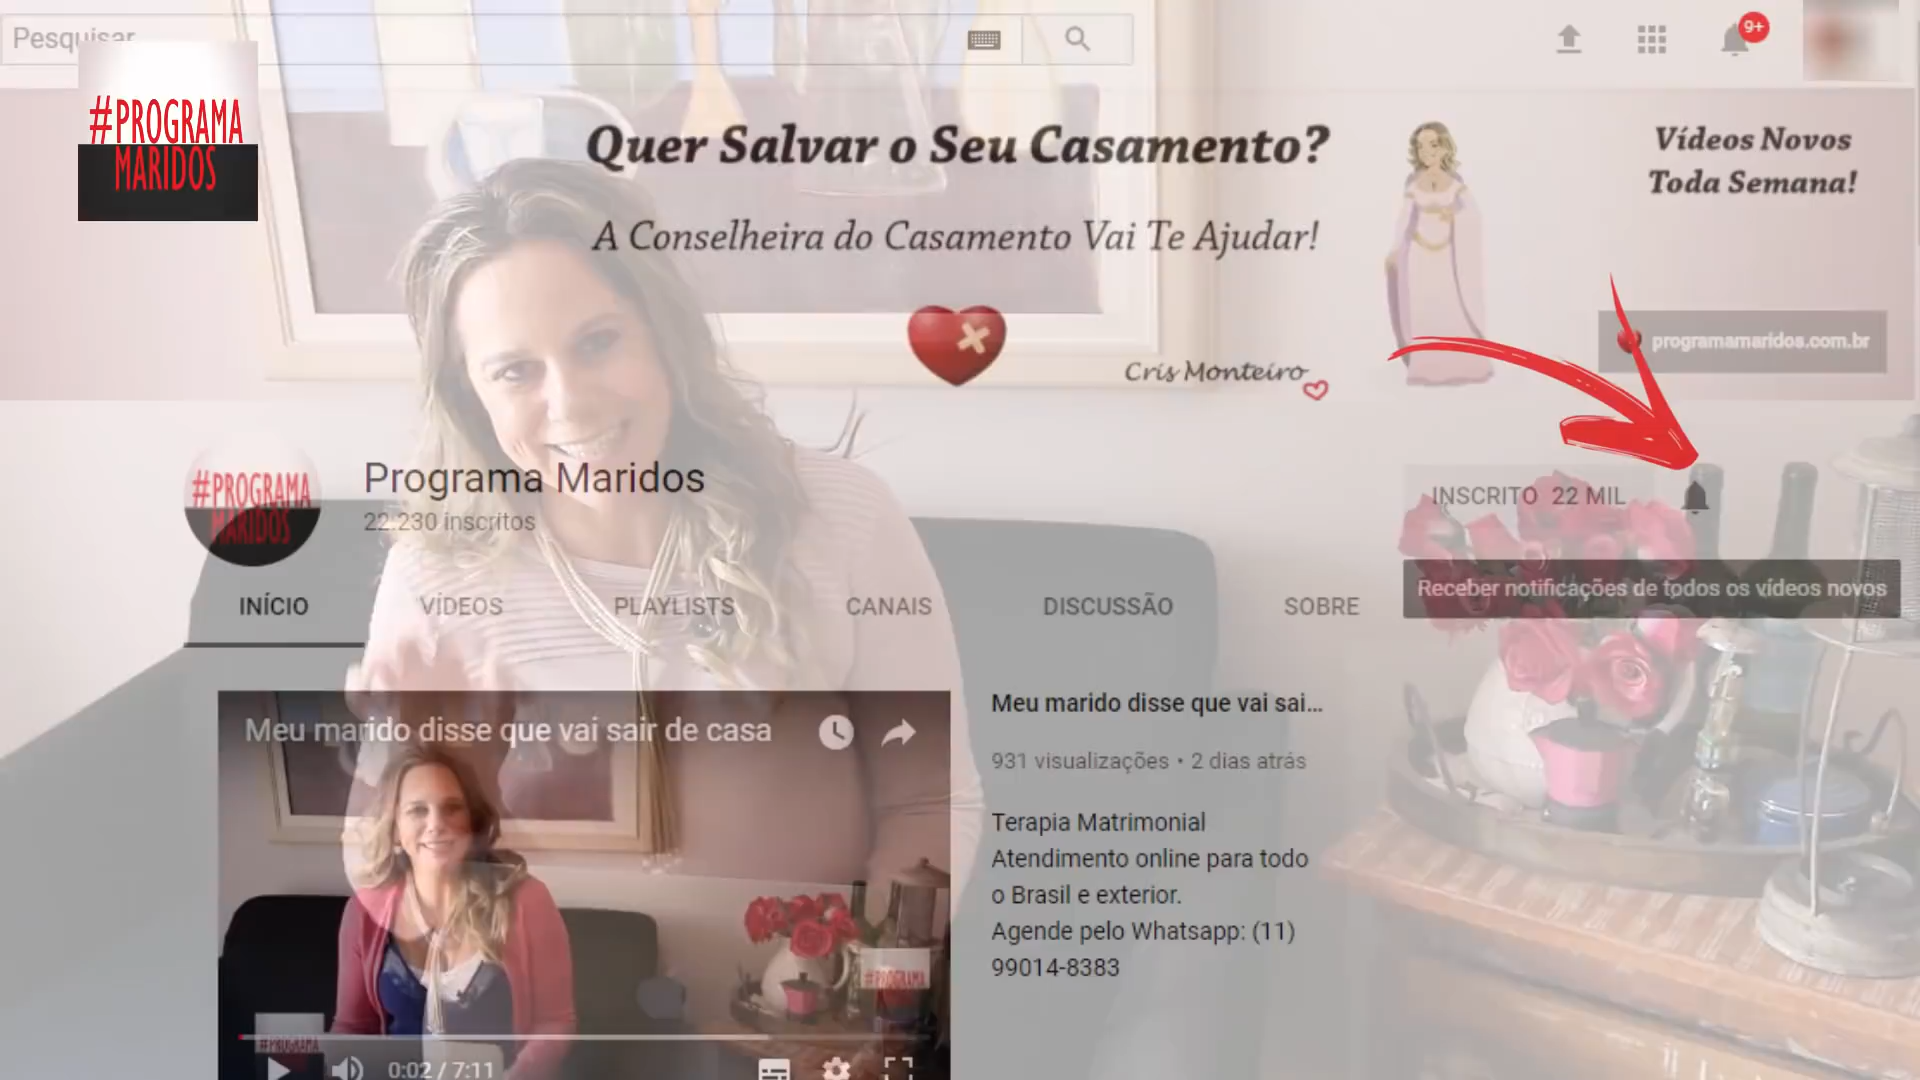 Pesquisar
9+
#PROGRAMA
MARIDOS
Quer Salvar o Seu Casamento?
A Conselheira do Casamento Vai Te Ajudar!
Cris Monteiro
Vídeos Novos
Toda Semana!
programamaridos.com.br
#PROGRAMA
MARIDOS
Programa Maridos
22.230 inscritos
INSCRITO 22 MIL
Receber notificações de todos os vídeos novos
INÍCIO
VÍDEOS
PLAYLISTS
CANAIS
DISCUSSÃO
SOBRE
Meu marido disse que vai sair de casa
#PROGRAMA
#PROGRAMA
0:02 / 7:11
Meu marido disse que vai sai...
931 visualizações • 2 dias atrás
Terapia Matrimonial
Atendimento online para todo
o Brasil e exterior.
Agende pelo Whatsapp: (11)
99014-8383